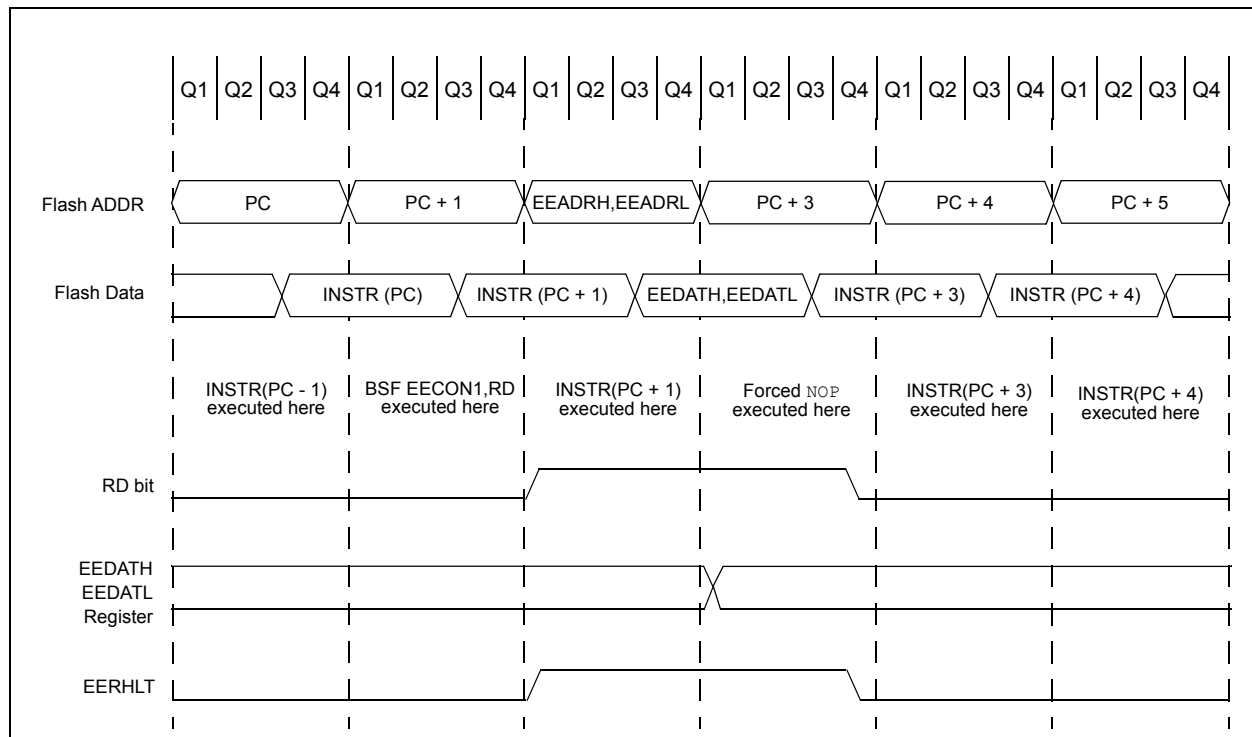 Q1 Q2 Q3 Q4 Q1 Q2 Q3 Q4 Q1 Q2 Q3 Q4 Q1 Q2 Q3 Q4 Q1 Q2 Q3 Q4 Q1 Q2 Q3 Q4
Flash ADDR PC PC + 1 EEADRH,EEADRL PC + 3 PC + 4 PC + 5
Flash Data INSTR (PC) INSTR (PC + 1) EEDATH,EEDATL INSTR (PC + 3) INSTR (PC + 4)
INSTR(PC - 1) BSF EECON1,RD INSTR(PC + 1) Forced NOP INSTR(PC + 3) INSTR(PC + 4)
executed here executed here executed here executed here executed here executed here
RD bit
EEDATH
EEDATL
Register
EERHLT